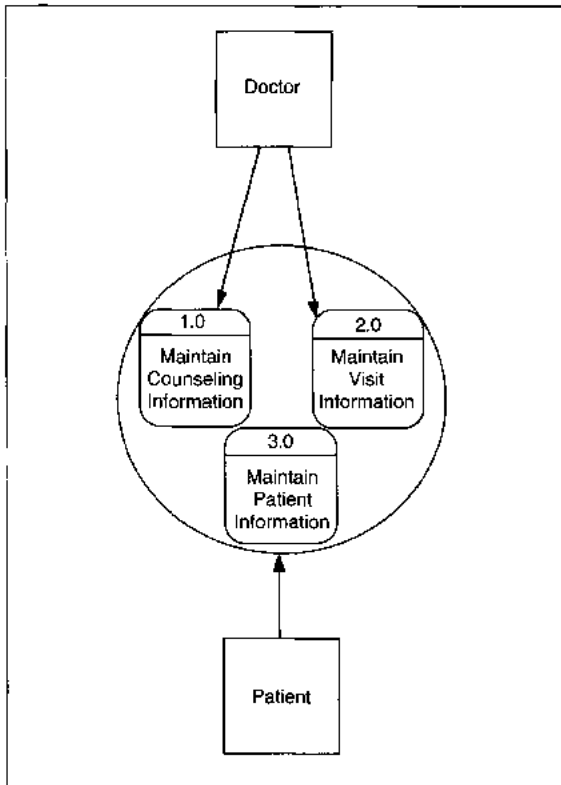 Doctor
1.0
Maintain
Counseling
Information
2.0
Maintain
Visit
Information
3.0
Maintain
Patient
Information
Patient